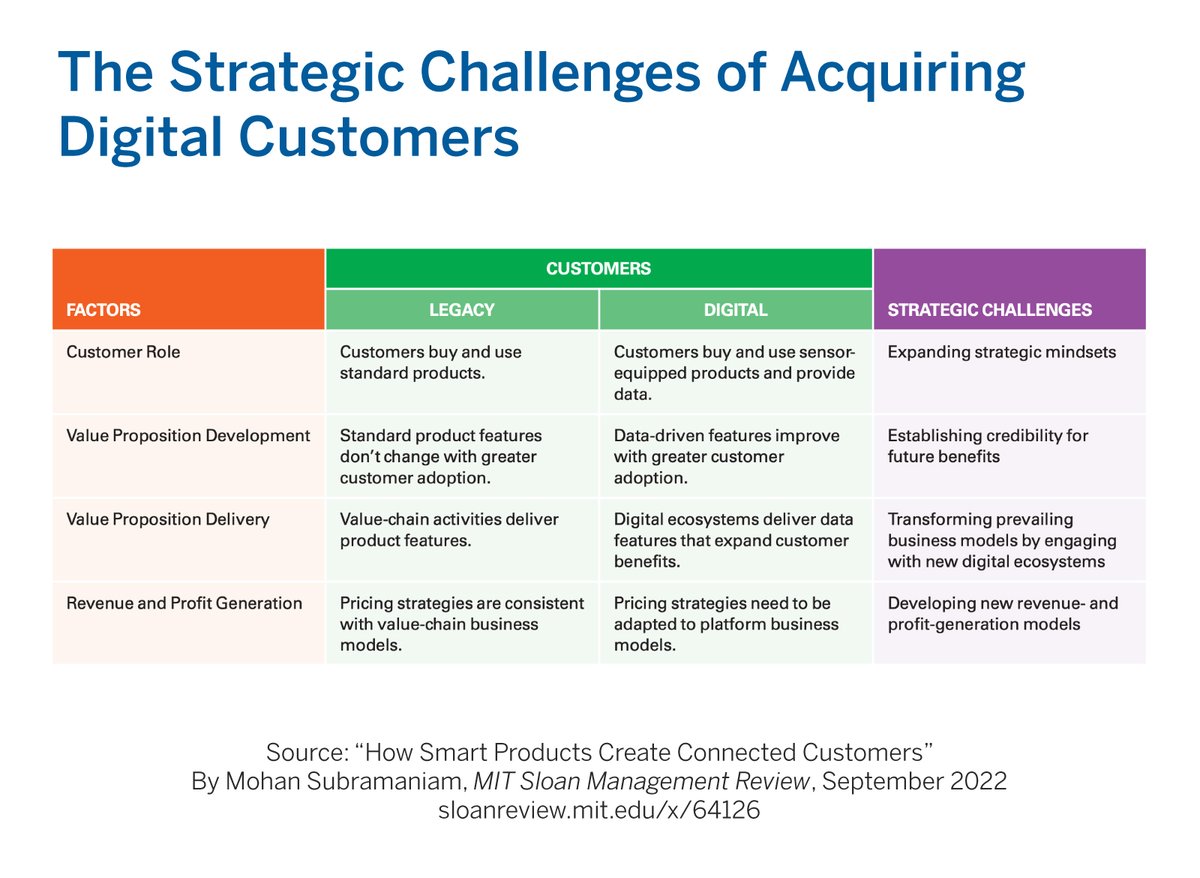 The Strategic Challenges of Acquiring
Digital Customers
CUSTOMERS
FACTORS
LEGACY
DIGITAL
STRATEGIC CHALLENGES
Customer Role
Customers buy and use
standard products.
Customers buy and use sensor-
equipped products and provide
data.
Expanding strategic mindsets
Value Proposition Development
Standard product features
don’t change with greater
customer adoption.
Data-driven features improve
with greater customer
adoption.
Establishing credibility for
future benefits
Value Proposition Delivery
Value-chain activities deliver
product features.
Digital ecosystems deliver data
features that expand customer
benefits.
Transforming prevailing
business models by engaging
with new digital ecosystems
Revenue and Profit Generation
Pricing strategies are consistent
with value-chain business
models.
Pricing strategies need to be
adapted to platform business
models.
Developing new revenue- and
profit-generation models
Source: “How Smart Products Create Connected Customers”
By Mohan Subramaniam, MIT Sloan Management Review, September 2022
sloanreview.mit.edu/x/64126